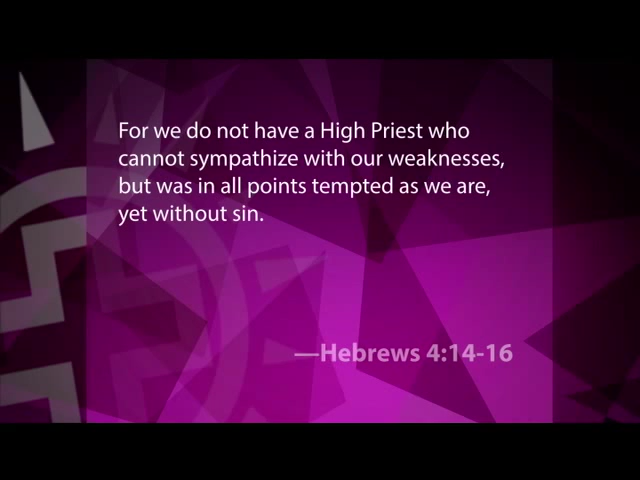 For we do not have a High Priest who
cannot sympathize with our weaknesses,
but was in all points tempted as we are,
yet without sin.
—Hebrews 4:14-16